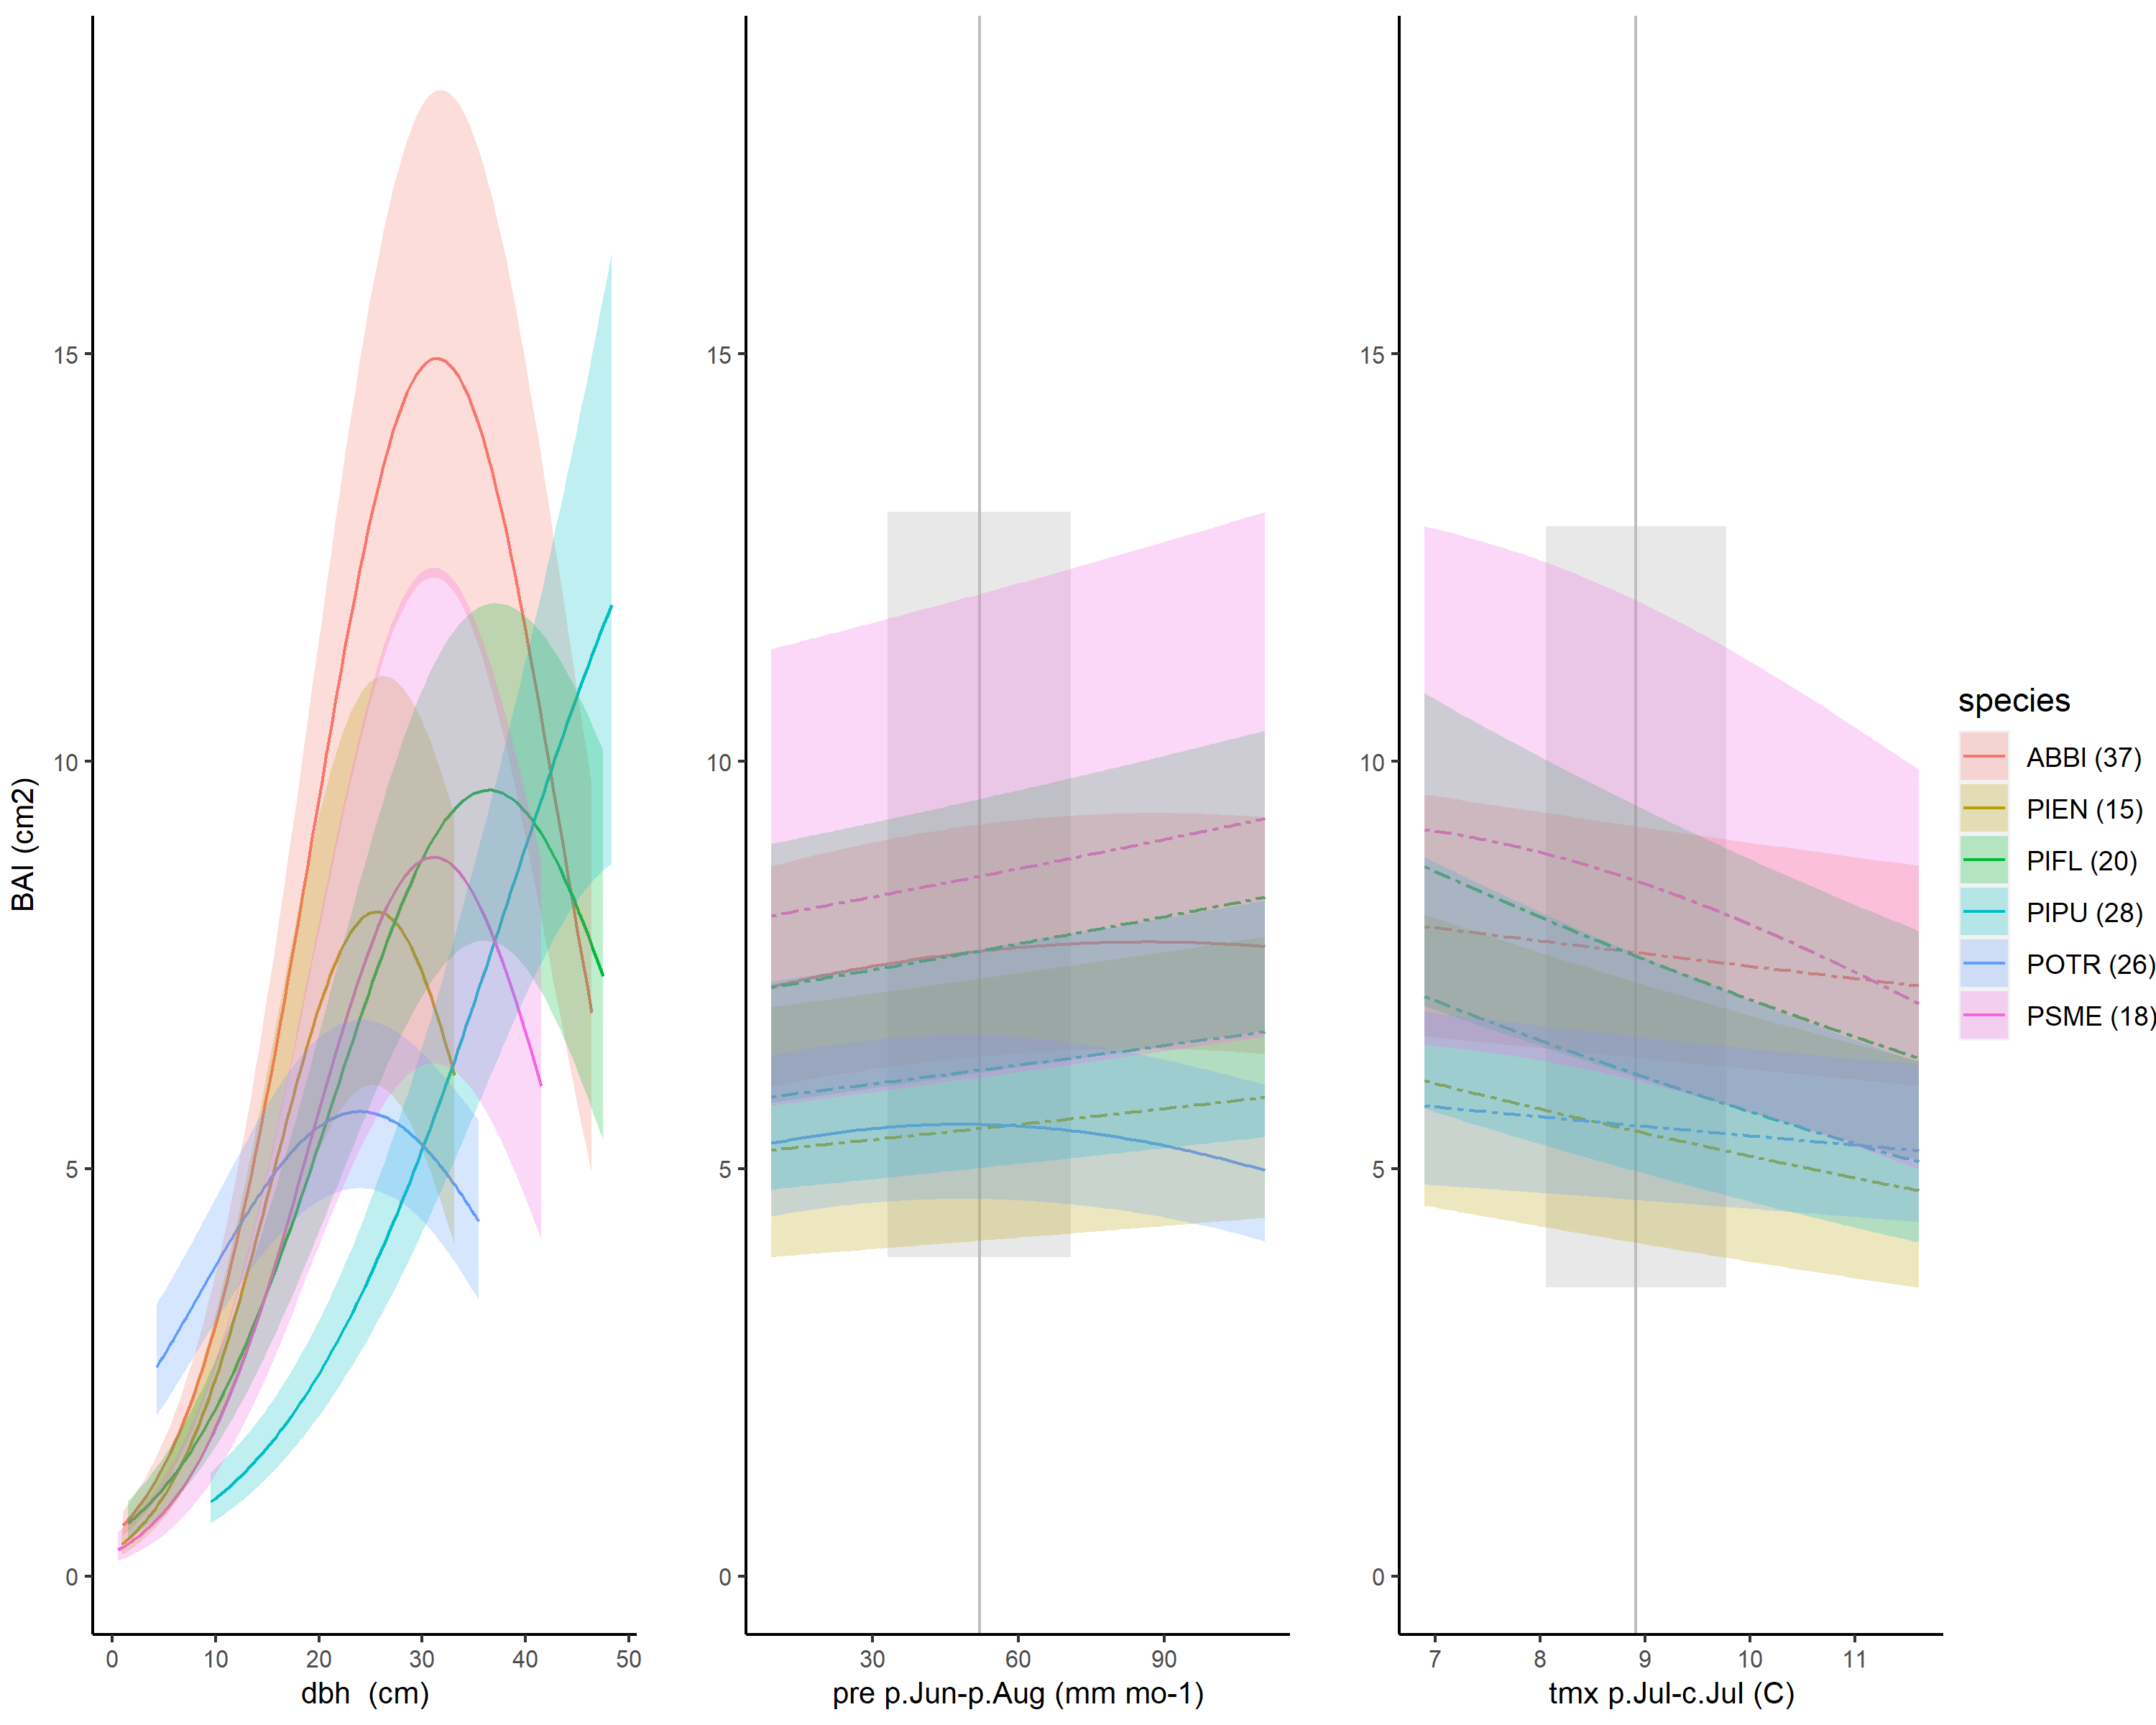 BAI (cm2)
15
10
5
0
0 10 20 30 40 50
dbh (cm)
15
10
5
0
30 60 90
pre p.Jun-p.Aug (mm mo-1)
15
10
5
0
7 8 9 10 11
tmx p.Jul-c.Jul (C)
species
ABBI (37)
PIEN (15)
PIFL (20)
PIPU (28)
POTR (26)
PSME (18)